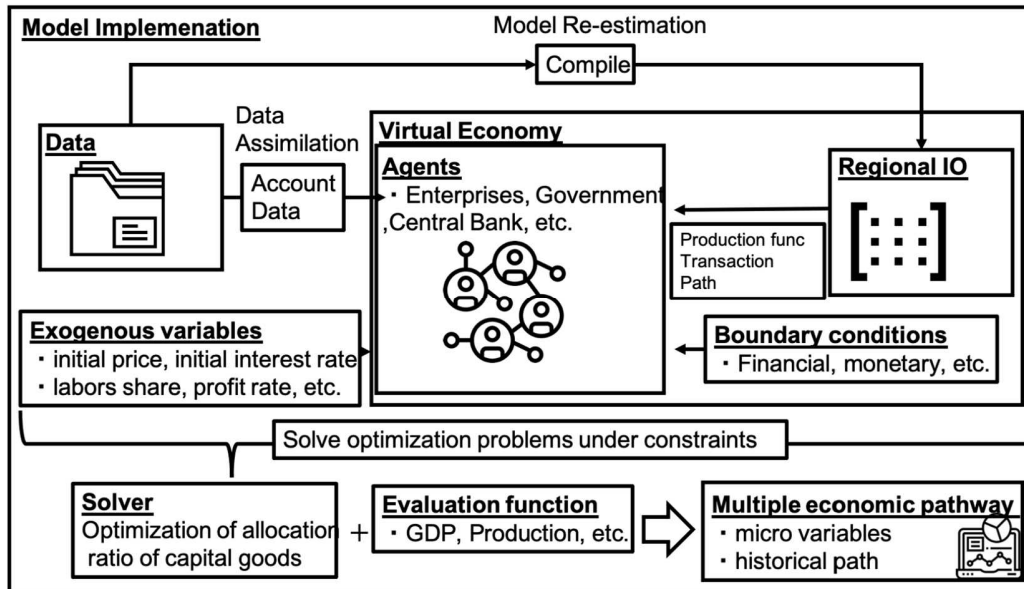 Model Implemenation
Model Re-estimation
Compile
Data
Data
Assimilation
Account
Data
Virtual Economy
Agents
・Enterprises, Government
,Central Bank, etc.
Regional IO
Production func
Transaction
Path
Exogenous variables
・initial price, initial interest rate
・labors share, profit rate, etc.
Boundary conditions
・Financial, monetary, etc.
Solve optimization problems under constraints
Solver
Optimization of allocation
ratio of capital goods
+
Evaluation function
・GDP, Production, etc.
Multiple economic pathway
・micro variables
・historical path